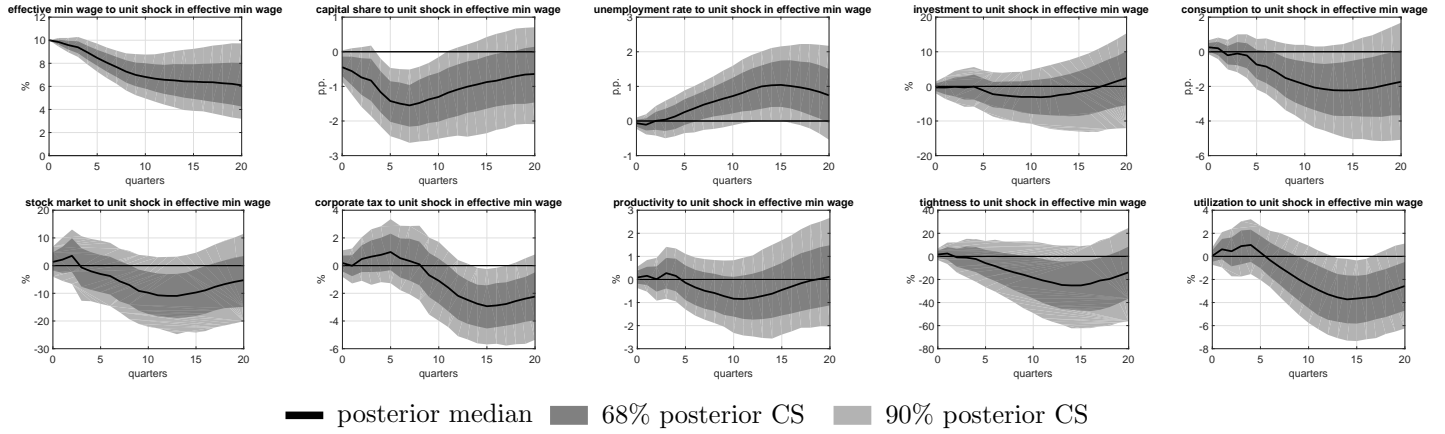 effective min wage to unit shock in effective min wage
12
10
8
6
4
2
0
%
0 5 10 15 20
quarters
capital share to unit shock in effective min wage
1
0
-1
-2
-3
p.p.
0 5 10 15 20
quarters
unemployment rate to unit shock in effective min wage
3
2
1
0
-1
p.p.
0 5 10 15 20
quarters
investment to unit shock in effective min wage
20
10
0
-10
-20
%
0 5 10 15 20
quarters
consumption to unit shock in effective min wage
2
0
-2
-4
-6
p.p.
0 5 10 15 20
quarters
stock market to unit shock in effective min wage
20
10
0
-10
-20
-30
%
0 5 10 15 20
quarters
corporate tax to unit shock in effective min wage
4
2
0
-2
-4
-6
%
0 5 10 15 20
quarters
productivity to unit shock in effective min wage
3
2
1
0
-1
-2
-3
%
0 5 10 15 20
quarters
tightness to unit shock in effective min wage
40
20
0
-20
-40
-60
-80
%
0 5 10 15 20
quarters
utilization to unit shock in effective min wage
4
2
0
-2
-4
-6
-8
%
0 5 10 15 20
quarters
posterior median 68% posterior CS 90% posterior CS